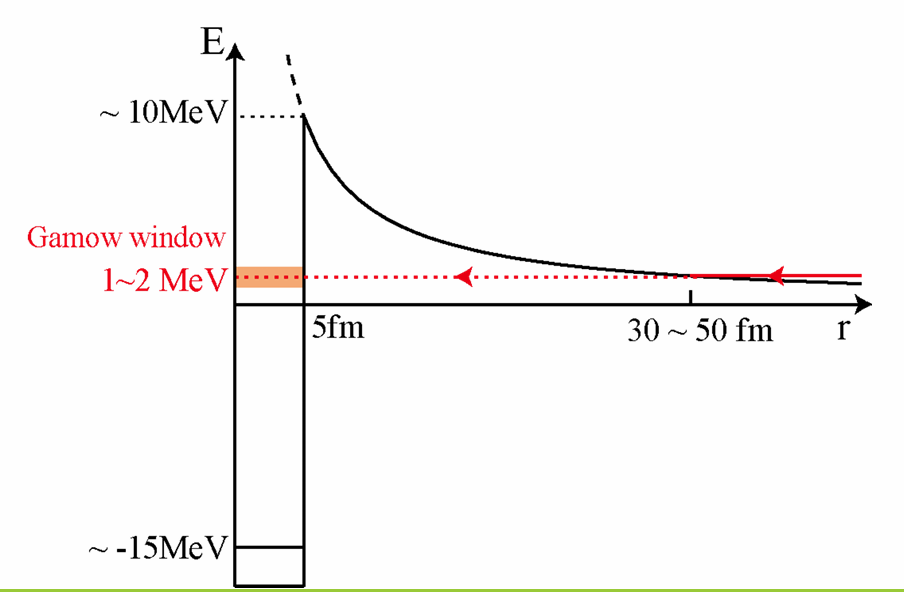 E
~ 10MeV
Gamow window
1~2 MeV
5fm
30 ~ 50 fm
r
~ -15MeV